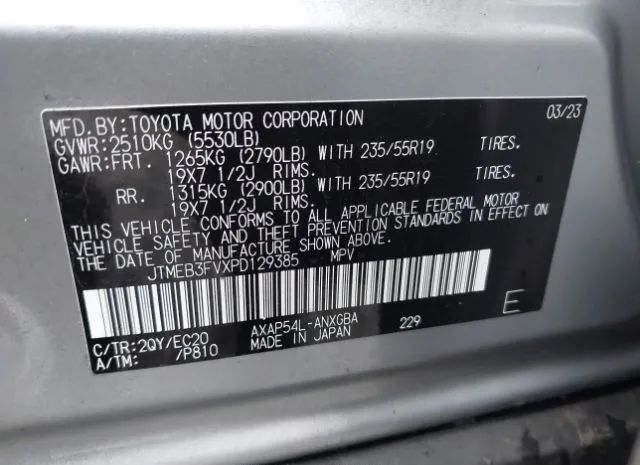 MFD.BY:TOYOTA MOTOR CORPORATION 03/23
GVWR:2510KG (5530LB)
GAWR:FRT. 1265KG (2790LB) WITH 235/55R19 TIRES.
19X7 1/2J RIMS.
RR. 1315KG (2900LB) WITH 235/55R19 TIRES.
19X7 1/2J RIMS.
THIS VEHICLE CONFORMS TO ALL APPLICABLE FEDERAL MOTOR
VEHICLE SAFETY AND THEFT PREVENTION STANDARDS IN EFFECT ON
THE DATE OF MANUFACTURE SHOWN ABOVE.
JTMEB3FVXPD129385 MPV
E
C/TR:2QY/EC20 AXAP54L-ANXGBA 229
A/TM: /P810 MADE IN JAPAN